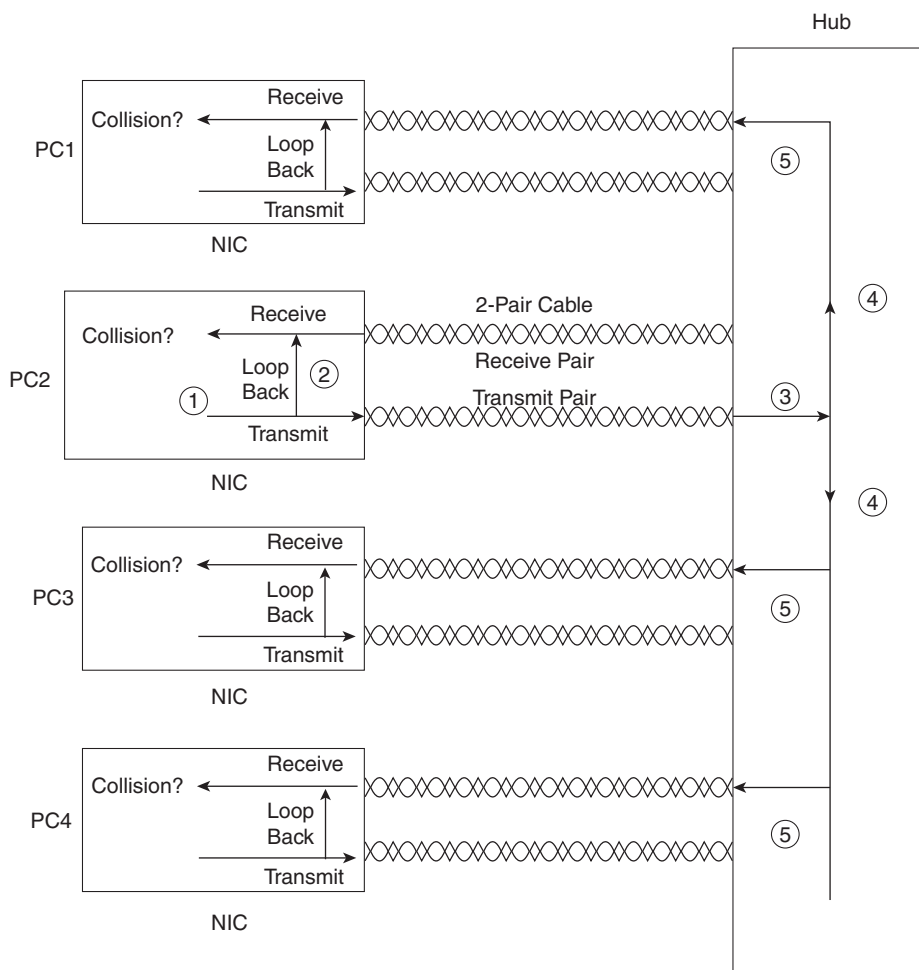 Hub
Receive
Collision?
Loop
Back
Transmit
PC1
NIC
5
4
2-Pair Cable
Receive
Collision?
Receive Pair
Loop
Back
2
PC2
1
Transmit Pair
3
Transmit
NIC
4
Receive
Collision?
Loop
Back
PC3
5
Transmit
NIC
Receive
Collision?
Loop
Back
PC4
5
Transmit
NIC